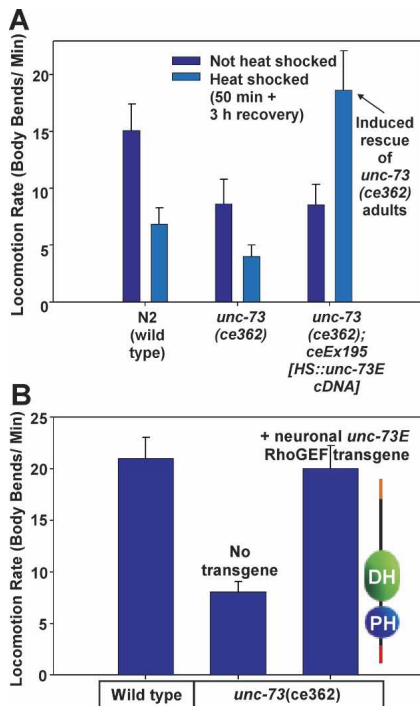 A
Locomotion Rate (Body Bends/ Min)
20
15
10
5
0
Not heat shocked
Heat shocked
(50 min +
3 h recovery)
Induced
rescue
of
unc-73
(ce362)
adults
N2
(wild
type)
unc-73
(ce362)
unc-73
(ce362);
ceEx195
[HS::unc-73E
cDNA]
B
Locomotion Rate (Body Bends/ Min)
25
20
15
10
5
0
+ neuronal unc-73E
RhoGEF transgene
No
transgene
DH
PH
Wild type
unc-73(ce362)